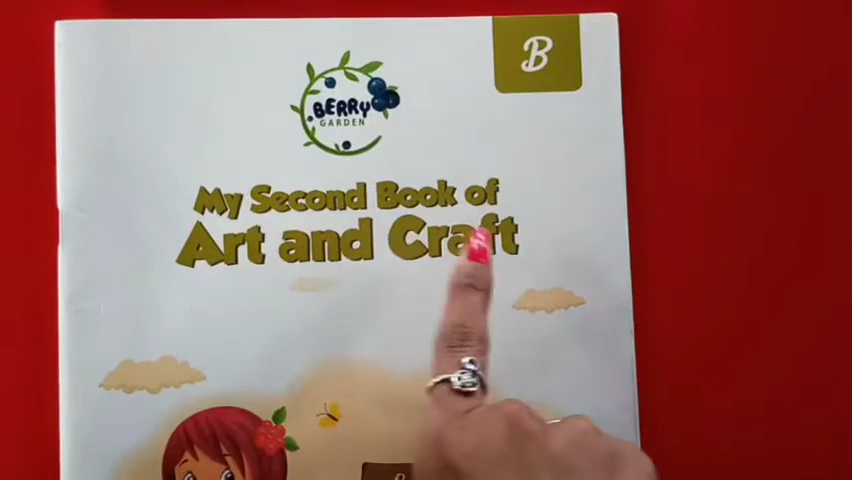 B
BERRY
GARDEN
My Second Book of
Art and Craft